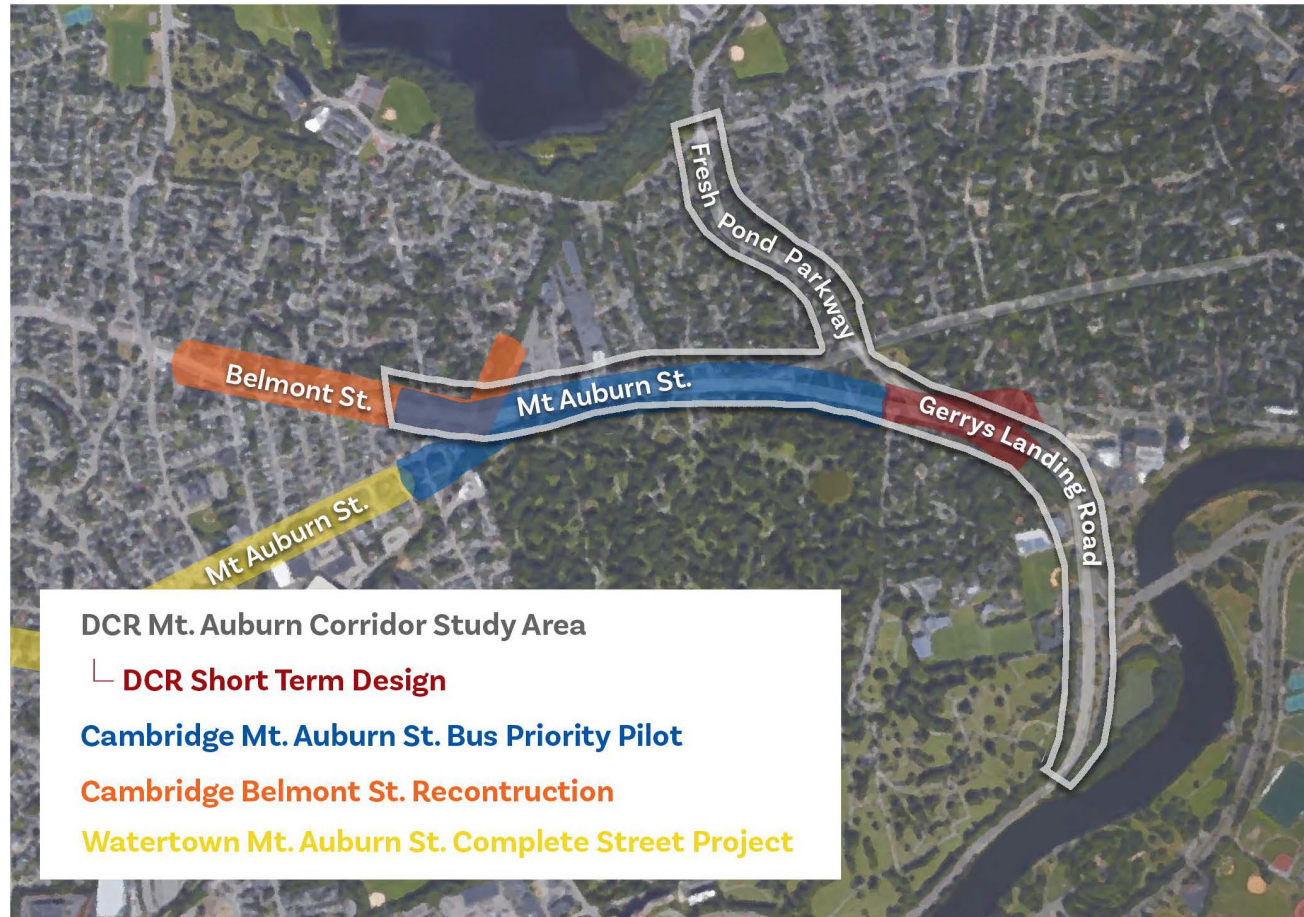 Fresh Pond Parkway
Belmont St.
Mt Auburn St.
Gerrys Landing Road
Mt Auburn St.
DCR Mt. Auburn Corridor Study Area
DCR Short Term Design
Cambridge Mt. Auburn St. Bus Priority Pilot
Cambridge Belmont St. Recontruction
Watertown Mt. Auburn St. Complete Street Project